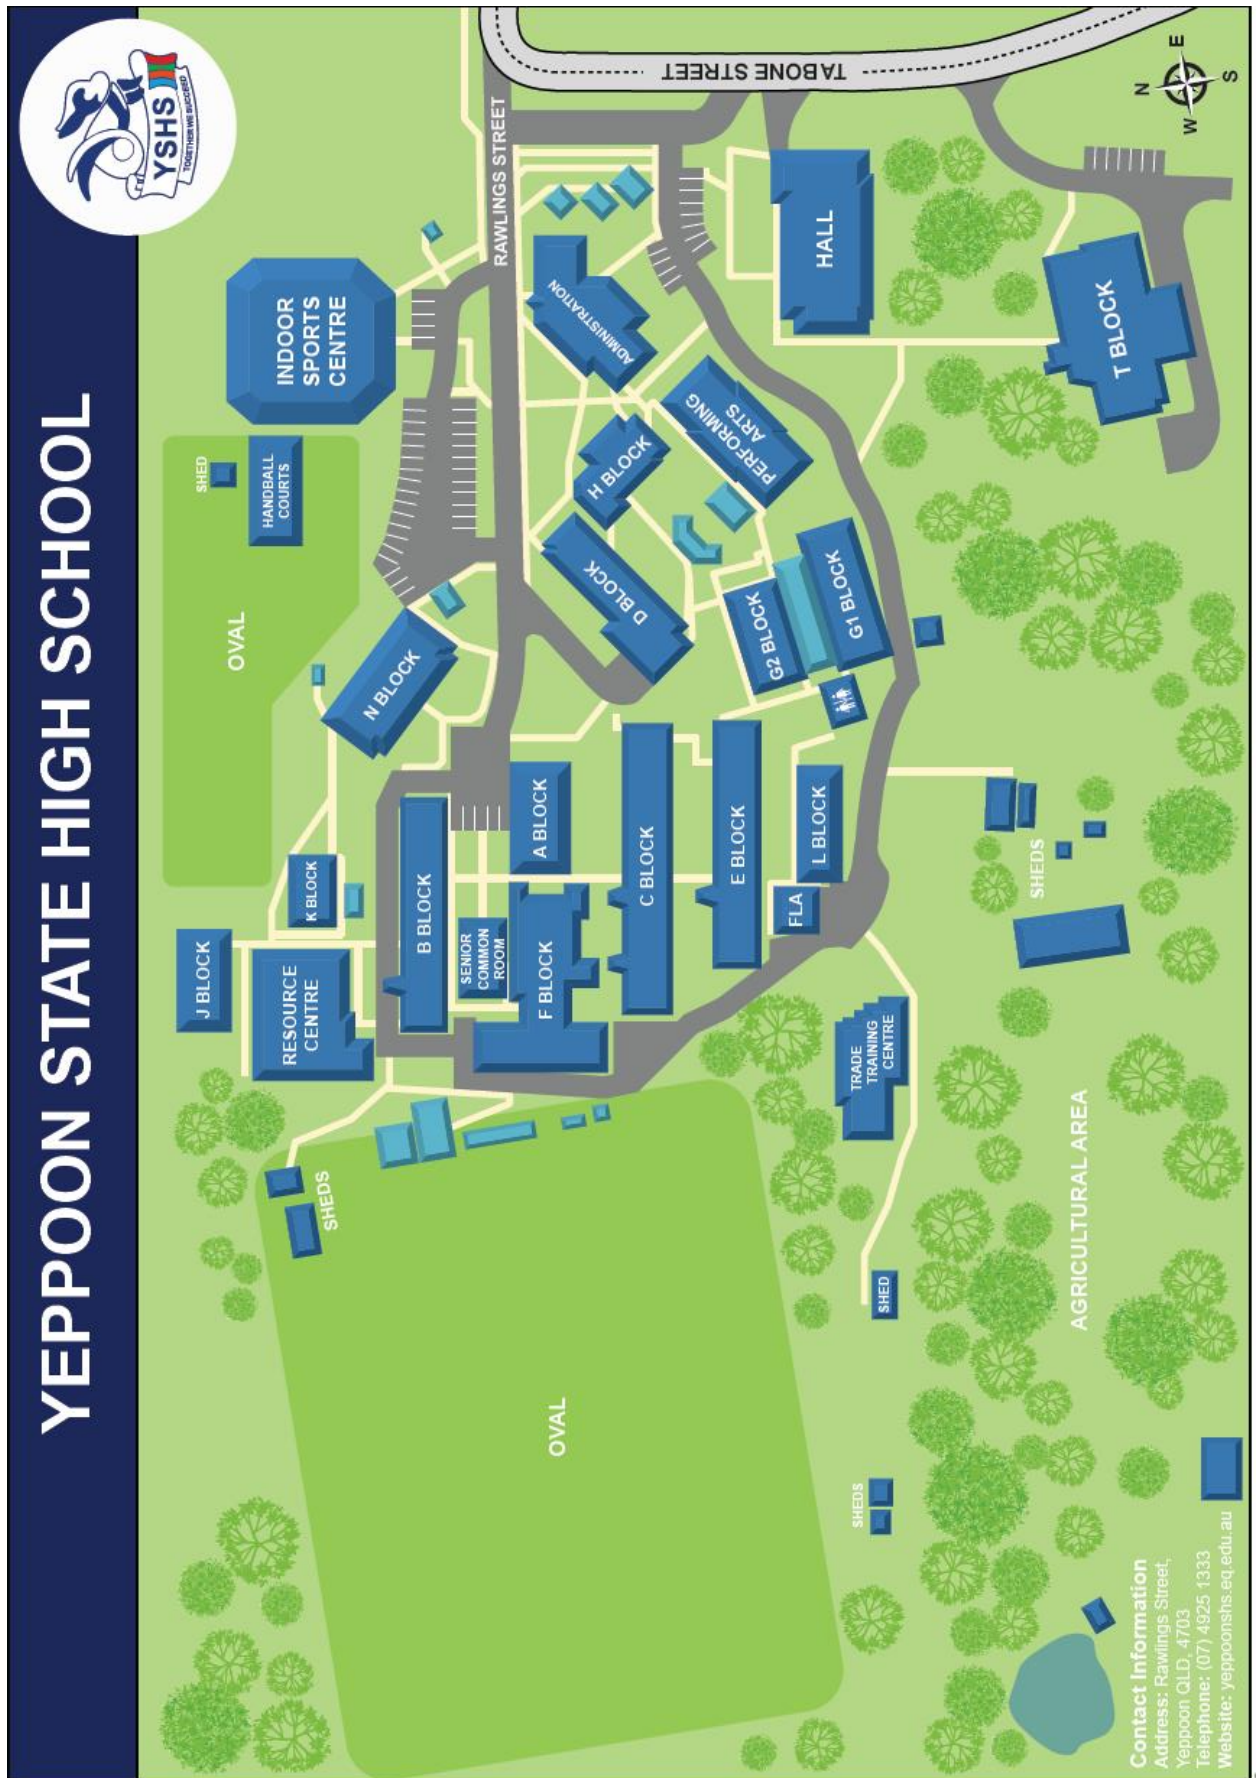 YEPPOON STATE HIGH SCHOOL
YSHS
TOGETHER WE SUCCEED
TABONE STREET
RAWLINGS STREET
N
E
S
W
INDOOR
SPORTS
CENTRE
SHED
HANDBALL
COURTS
OVAL
ADMINISTRATION
HALL
T BLOCK
PERFORMING
ARTS
H BLOCK
D BLOCK
G2 BLOCK
G1 BLOCK
N BLOCK
K BLOCK
J BLOCK
RESOURCE
CENTRE
B BLOCK
SENIOR
COMMON
ROOM
A BLOCK
F BLOCK
C BLOCK
E BLOCK
L BLOCK
FLA
SHEDS
TRADE
TRAINING
CENTRE
SHEDS
SHED
AGRICULTURAL AREA
OVAL
SHEDS
Contact Information
Address: Rawlings Street,
Yeppoon QLD, 4703
Telephone: (07) 4925 1333
Website: yeppoonshs.eq.edu.au